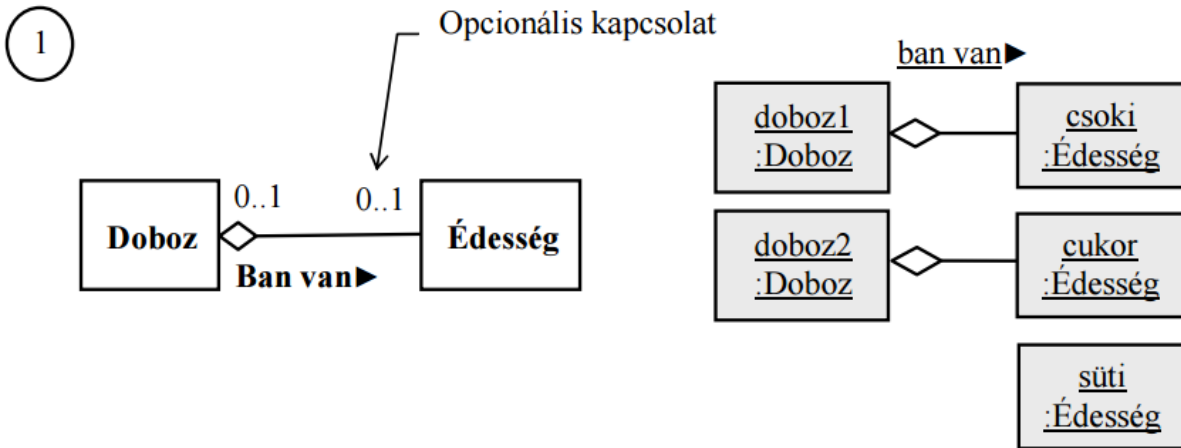 1
Opcionális kapcsolat
0..1
0..1
Doboz
Édesség
Ban van►
ban van►
doboz1
:Doboz
csoki
:Édesség
doboz2
:Doboz
cukor
:Édesség
süti
:Édesség